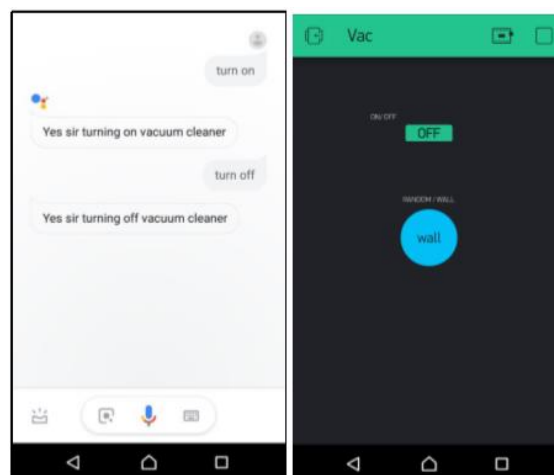 turn on
Yes sir turning on vacuum cleaner
turn off
Yes sir turning off vacuum cleaner
Vac
ON/ OFF
OFF
RANDOM / WALL
wall